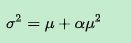 σ² = μ + αμ²